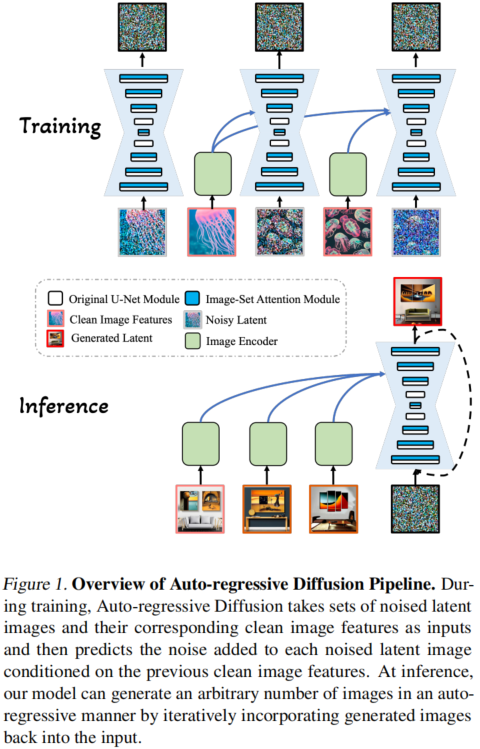 Training
Original U-Net Module
Image-Set Attention Module
Clean Image Features
Noisy Latent
Generated Latent
Image Encoder
Inference
Figure 1. Overview of Auto-regressive Diffusion Pipeline. Dur-
ing training, Auto-regressive Diffusion takes sets of noised latent
images and their corresponding clean image features as inputs
and then predicts the noise added to each noised latent image
conditioned on the previous clean image features. At inference,
our model can generate an arbitrary number of images in an auto-
regressive manner by iteratively incorporating generated images
back into the input.